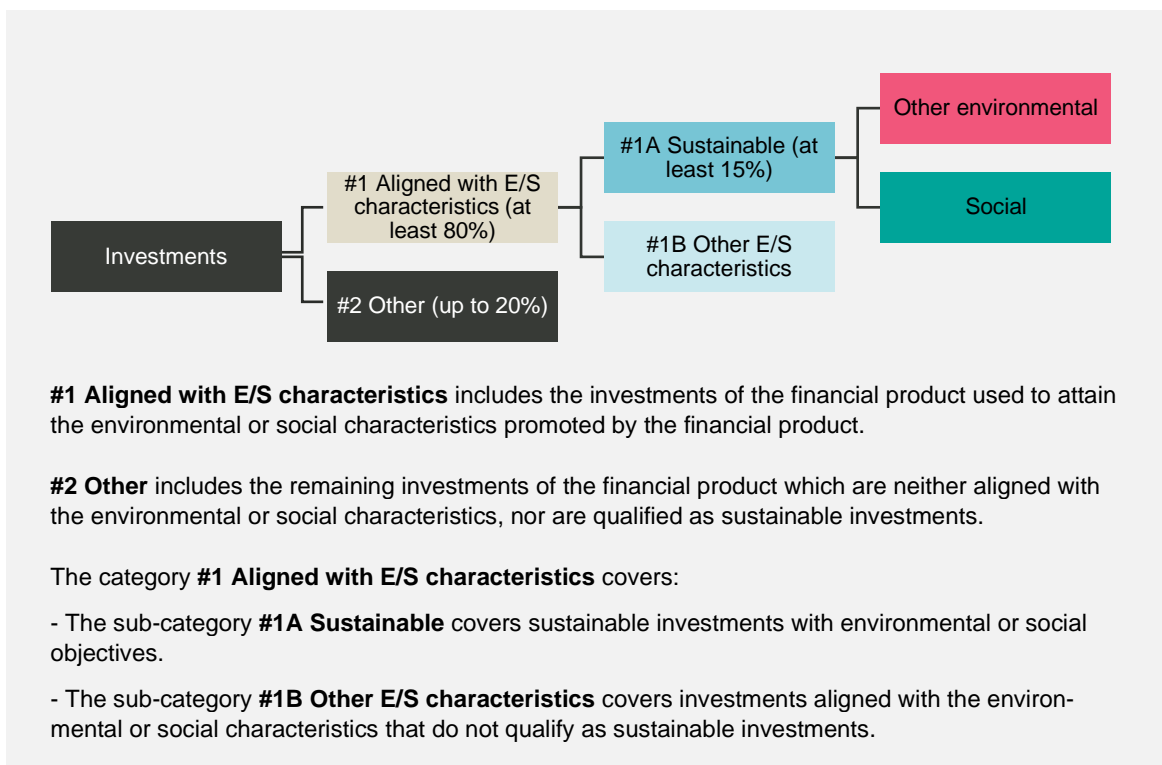 Other environmental
#1A Sustainable (at
least 15%)
#1 Aligned with E/S
characteristics (at
least 80%)
Social
Investments
#1B Other E/S
characteristics
#2 Other (up to 20%)
#1 Aligned with E/S characteristics includes the investments of the financial product used to attain
the environmental or social characteristics promoted by the financial product.
#2 Other includes the remaining investments of the financial product which are neither aligned with
the environmental or social characteristics, nor are qualified as sustainable investments.
The category #1 Aligned with E/S characteristics covers:
- The sub-category #1A Sustainable covers sustainable investments with environmental or social
objectives.
- The sub-category #1B Other E/S characteristics covers investments aligned with the environ-
mental or social characteristics that do not qualify as sustainable investments.